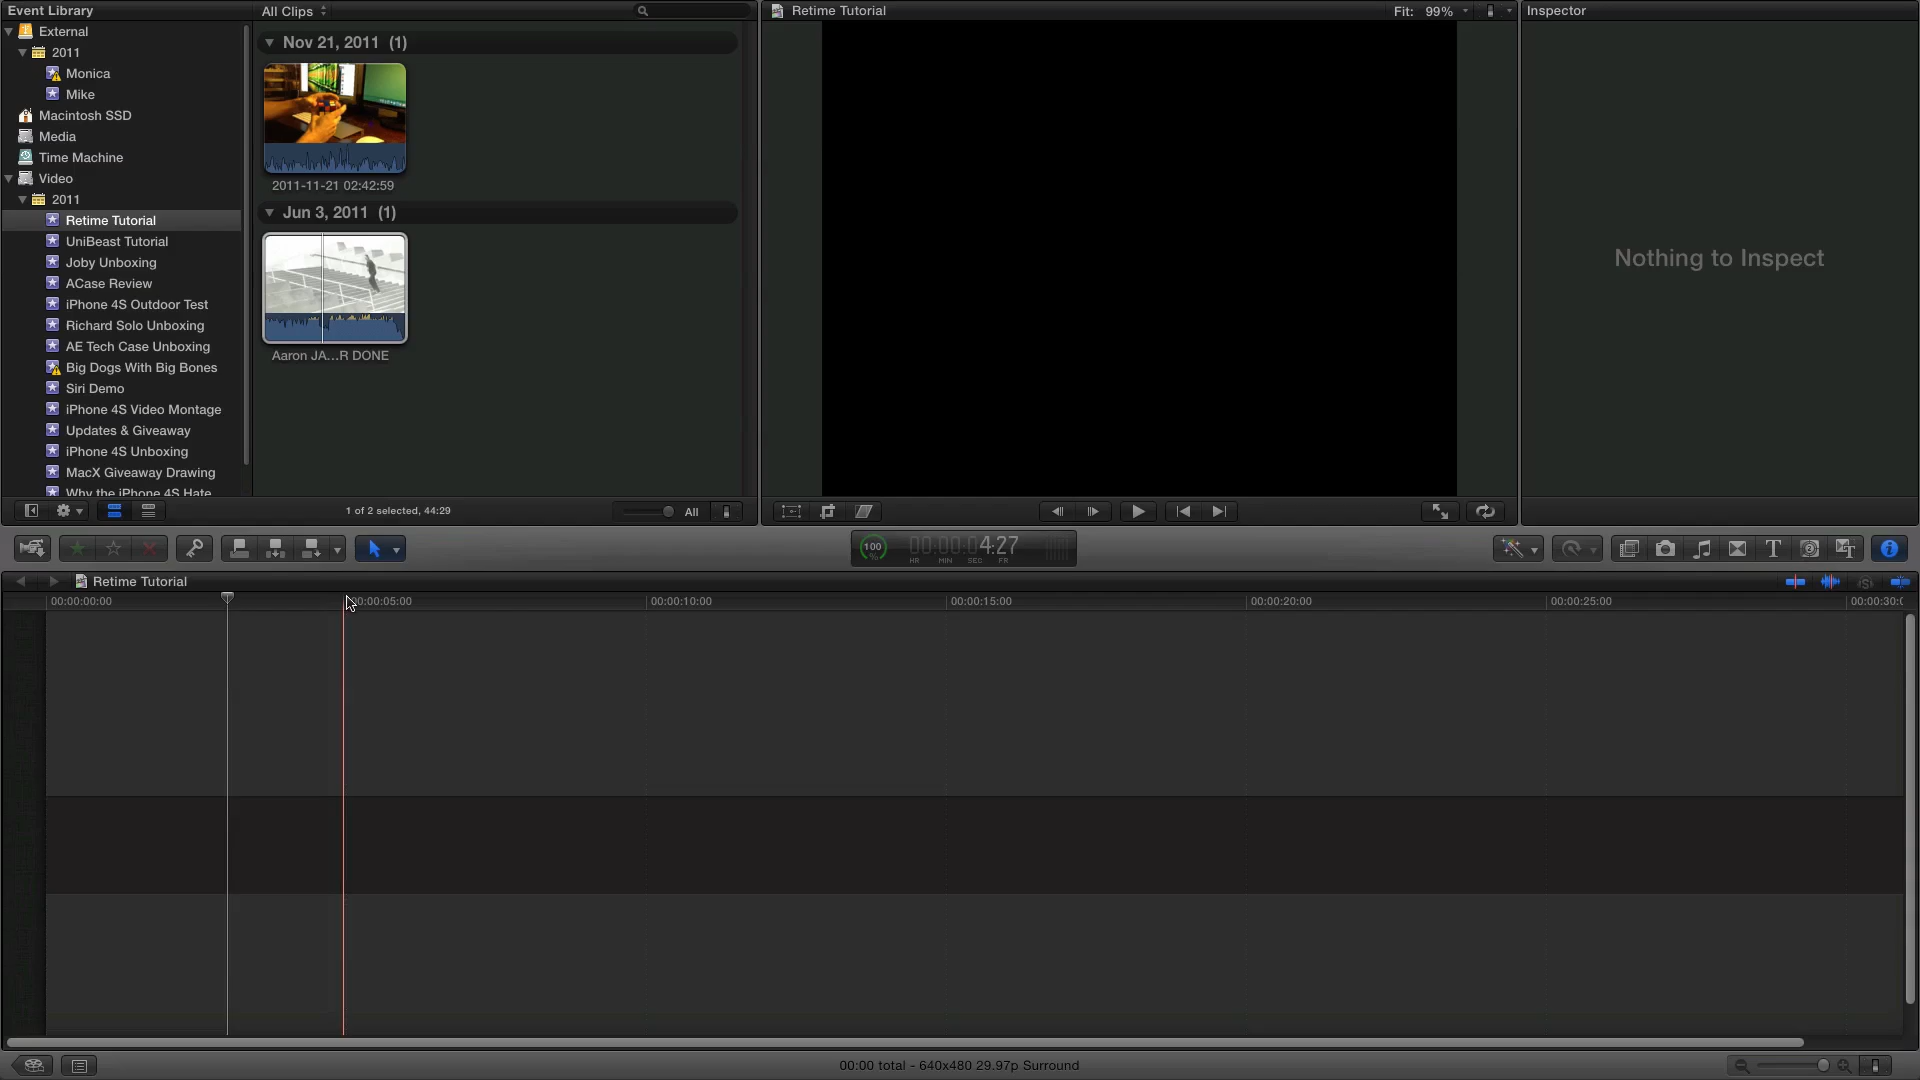 Event Library
All Clips
Retime Tutorial
Fit: 99%
Inspector
External
2011
Monica
Mike
Macintosh SSD
Media
Time Machine
Video
2011
Retime Tutorial
UniBeast Tutorial
Joby Unboxing
ACase Review
iPhone 4S Outdoor Test
Richard Solo Unboxing
AE Tech Case Unboxing
Big Dogs With Big Bones
Siri Demo
iPhone 4S Video Montage
Updates & Giveaway
iPhone 4S Unboxing
MacX Giveaway Drawing
Why the iPhone 4S Hate
Nov 21, 2011 (1)
2011-11-21 02:42:59
Jun 3, 2011 (1)
Aaron JA...R DONE
Nothing to Inspect
1 of 2 selected, 44:29
All
100
%
00:00:04:27
HR MIN SEC FR
Retime Tutorial
00:00:00:00
00:00:05:00
00:00:10:00
00:00:15:00
00:00:20:00
00:00:25:00
00:00:30:0
00:00 total - 640x480 29.97p Surround